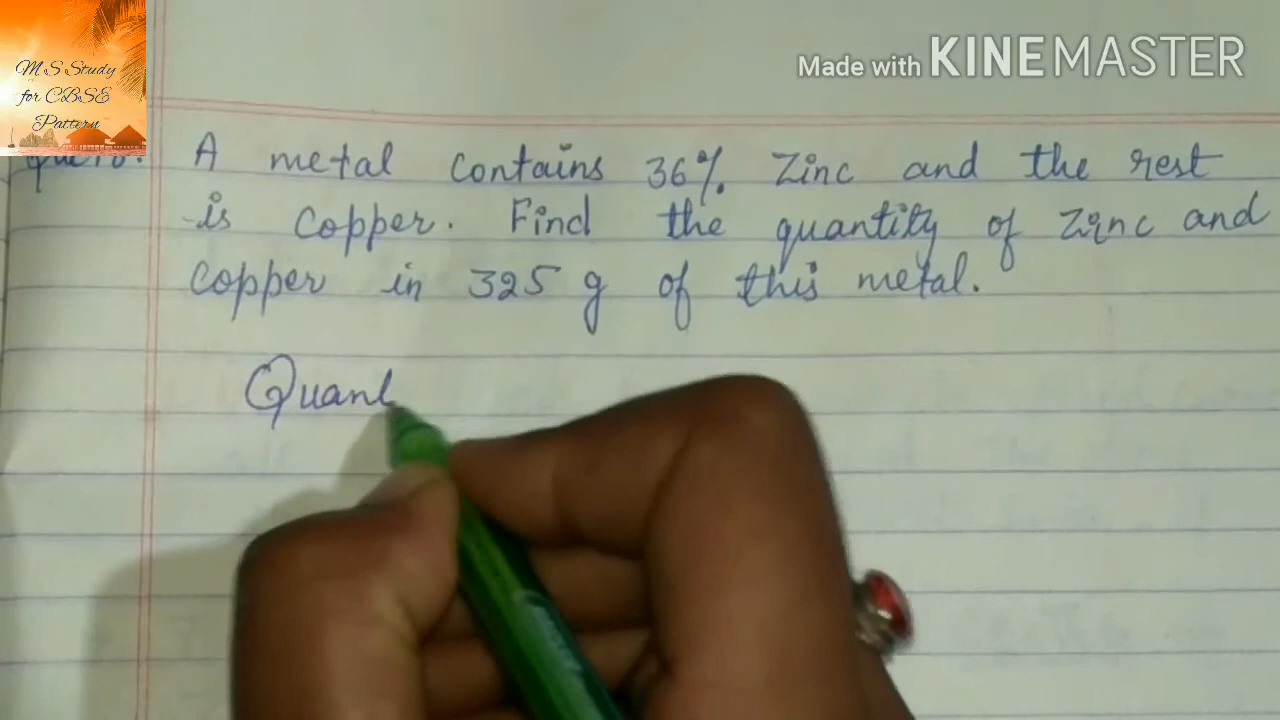 M.S Study
for CBSE
Pattern
Made with KINEMASTER
A metal contains 36% Zinc and the rest
is copper. Find the quantity of Zinc and
copper in 325 g of this metal.
Quant